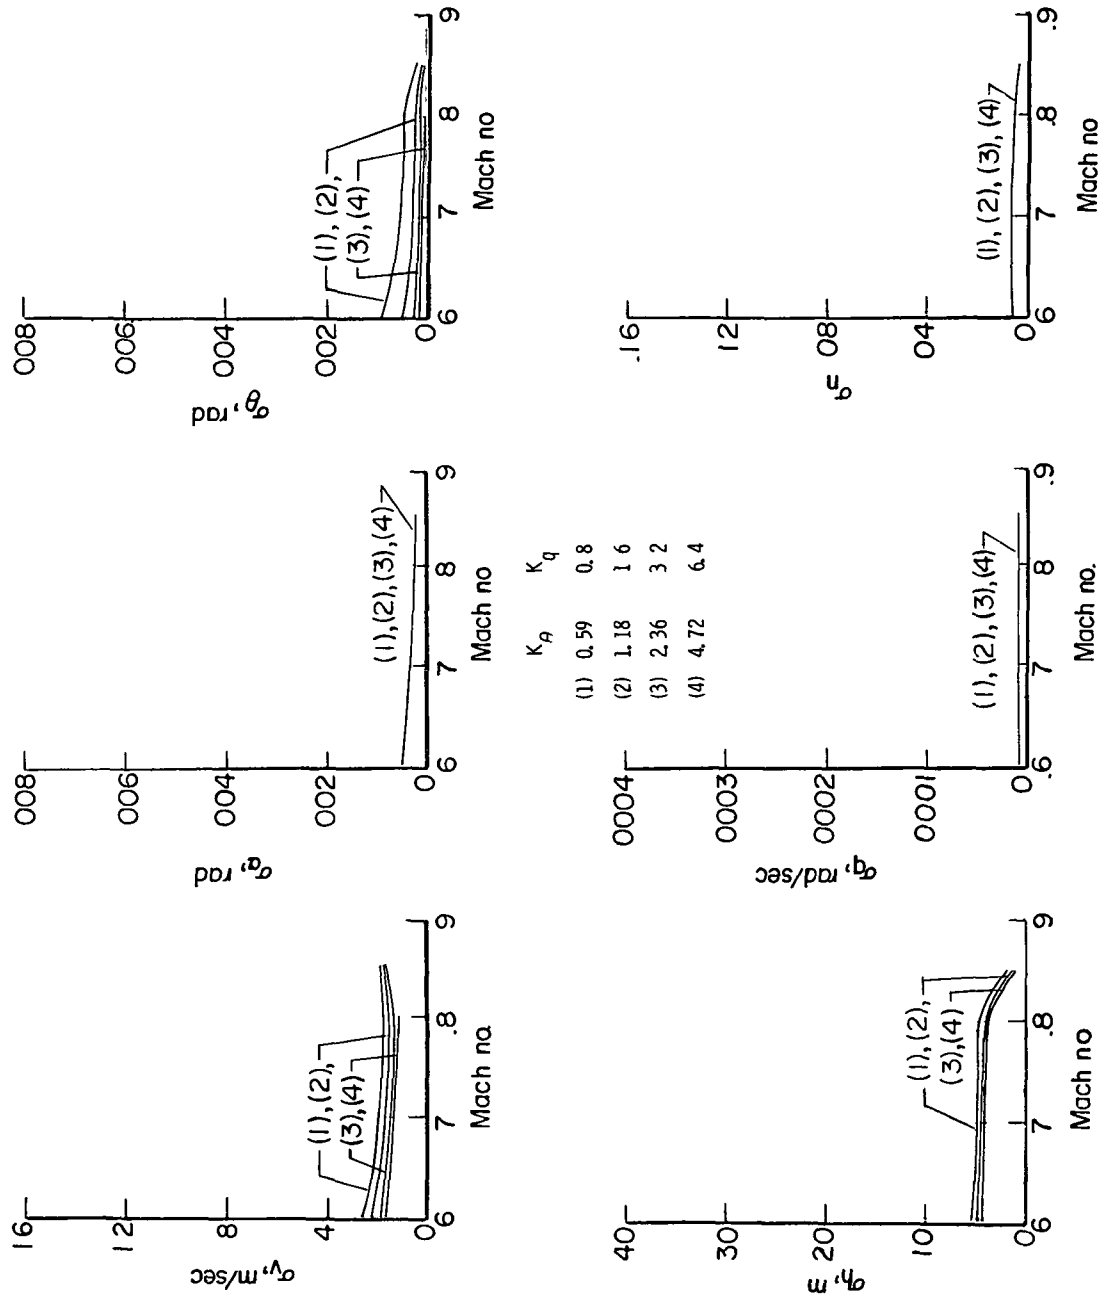 16
12
8
4
0
σv, m/sec
.6 .7 .8 .9
Mach no.
(1), (2),
(3), (4)
008
006
004
002
0
σα, rad
6 7 8 9
Mach no
(1), (2), (3), (4)
008
006
004
002
0
σθ, rad
6 7 .8 9
Mach no
(1), (2),
(3), (4)
Kθ Kq
(1) 0.59 0.8
(2) 1.18 1 6
(3) 2.36 3 2
(4) 4.72 6.4
40
30
20
10
0
σh, m
.6 7 .8 .9
Mach no
(1), (2),
(3), (4)
0004
0003
0002
0001
0
σq, rad/sec
.6 7 .8 .9
Mach no.
(1), (2), (3), (4)
.16
12
08
04
0
σn
.6 7 .8 .9
Mach no
(1), (2), (3), (4)